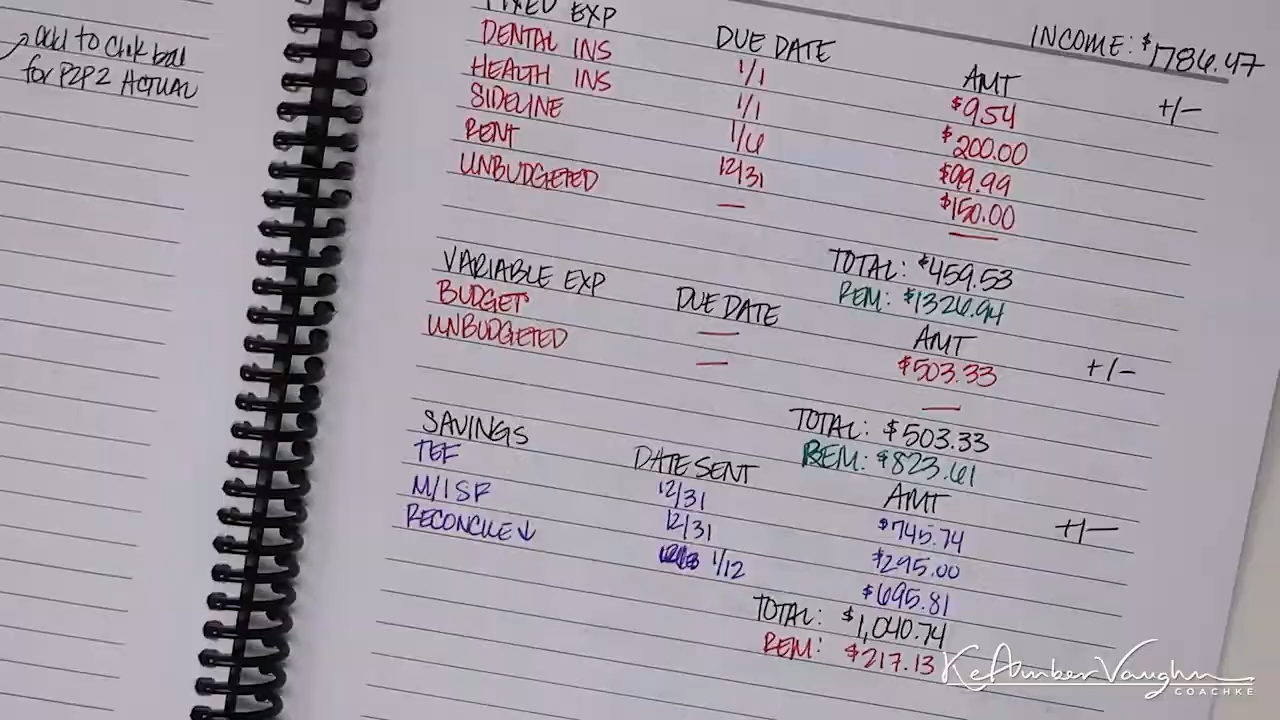 add to click bal
for P2P2 ACTUAL
INCOME: $1786.47
FIXED EXP DUE DATE AMT +/-
DENTAL INS 1/1 $9.54
HEALTH INS 1/1 $200.00
SIDELINE 1/6 $99.99
RENT 12/31 $150.00
UNBUDGETED — —
TOTAL: $459.53
REM: $1326.94
VARIABLE EXP DUE DATE AMT +/-
BUDGET — $503.33
UNBUDGETED — —
TOTAL: $503.33
REM: $823.61
SAVINGS DATE SENT AMT +/-
TEF 12/31 $745.74
M/ISF 12/31 $295.00
RECONCILE↓ 1/12 $695.81
TOTAL: $1,040.74
REM: $217.13
KeAmber Vaughn
COACHKE